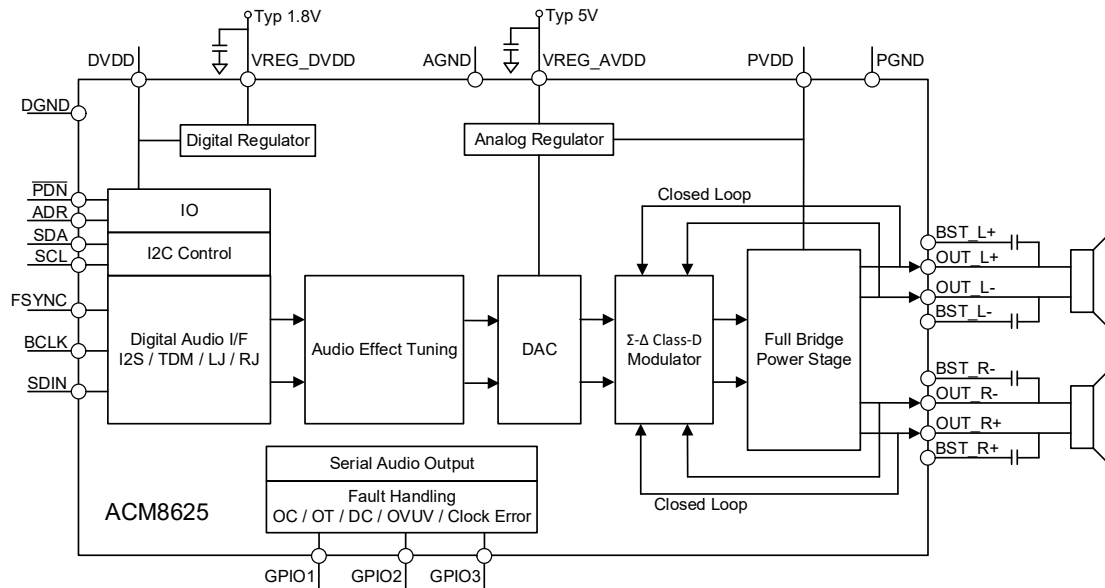 Typ 1.8V
Typ 5V
DVDD
VREG_DVDD
AGND
VREG_AVDD
PVDD
PGND
DGND
Digital Regulator
Analog Regulator
PDN
ADR
SDA
SCL
FSYNC
BCLK
SDIN
IO
I2C Control
Digital Audio I/F
I2S / TDM / LJ / RJ
Audio Effect Tuning
DAC
Σ-Δ Class-D
Modulator
Full Bridge
Power Stage
Closed Loop
Closed Loop
BST_L+
OUT_L+
OUT_L-
BST_L-
BST_R-
OUT_R-
OUT_R+
BST_R+
Serial Audio Output
Fault Handling
OC / OT / DC / OVUV / Clock Error
ACM8625
GPIO1
GPIO2
GPIO3